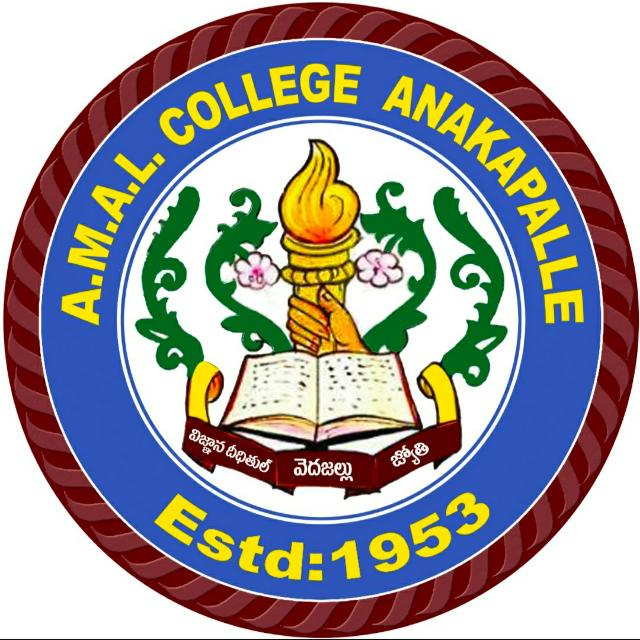 A.M.A.L. COLLEGE ANAKAPALLE
విజ్ఞాన దీధితుల్ వెదజల్లు జ్యోతి
Estd:1953